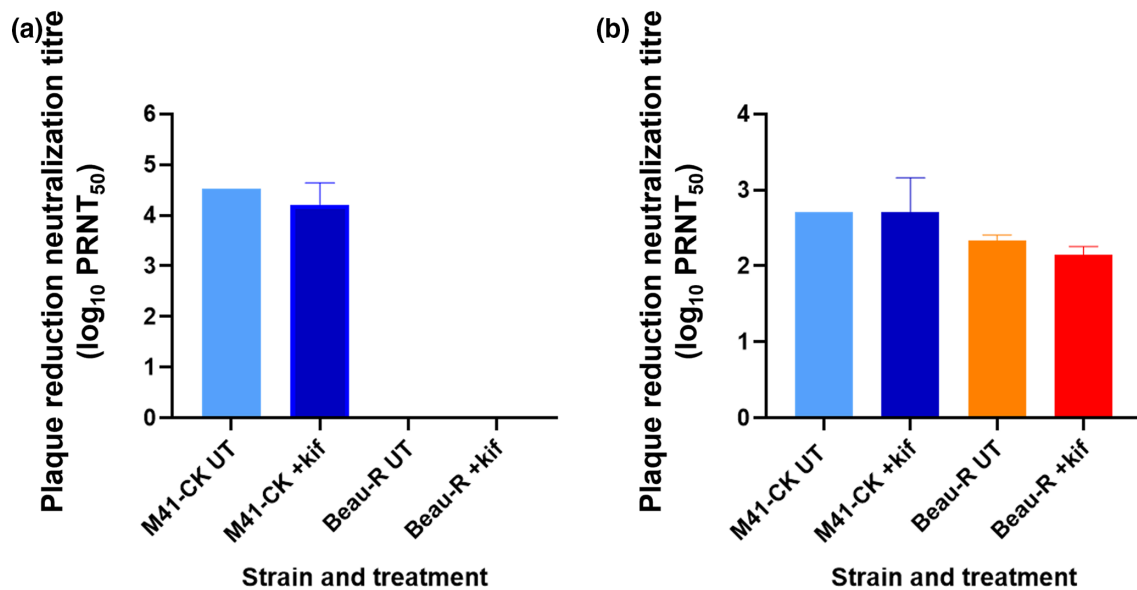 (a)
Plaque reduction neutralization titre
(log10 PRNT50)
6
5
4
3
2
1
0
M41-CK UT
M41-CK +kif
Beau-R UT
Beau-R +kif
Strain and treatment
(b)
Plaque reduction neutralization titre
(log10 PRNT50)
4
3
2
1
0
M41-CK UT
M41-CK +kif
Beau-R UT
Beau-R +kif
Strain and treatment